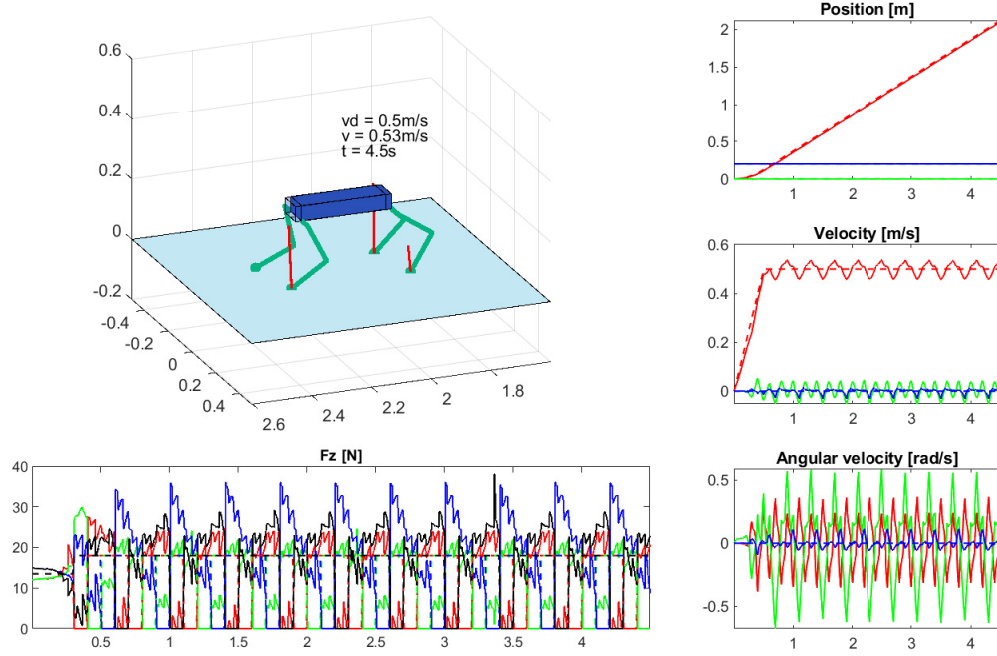 0.6
0.4
0.2
0
-0.2
-0.4
-0.2
0
0.2
0.4
2.6
2.4
2.2
2
1.8
vd = 0.5m/s
v = 0.53m/s
t = 4.5s
Position [m]
2
1.5
1
0.5
0
1 2 3 4
Velocity [m/s]
0.6
0.4
0.2
0
1 2 3 4
Fz [N]
40
30
20
10
0
0.5 1 1.5 2 2.5 3 3.5 4
Angular velocity [rad/s]
0.5
0
-0.5
1 2 3 4